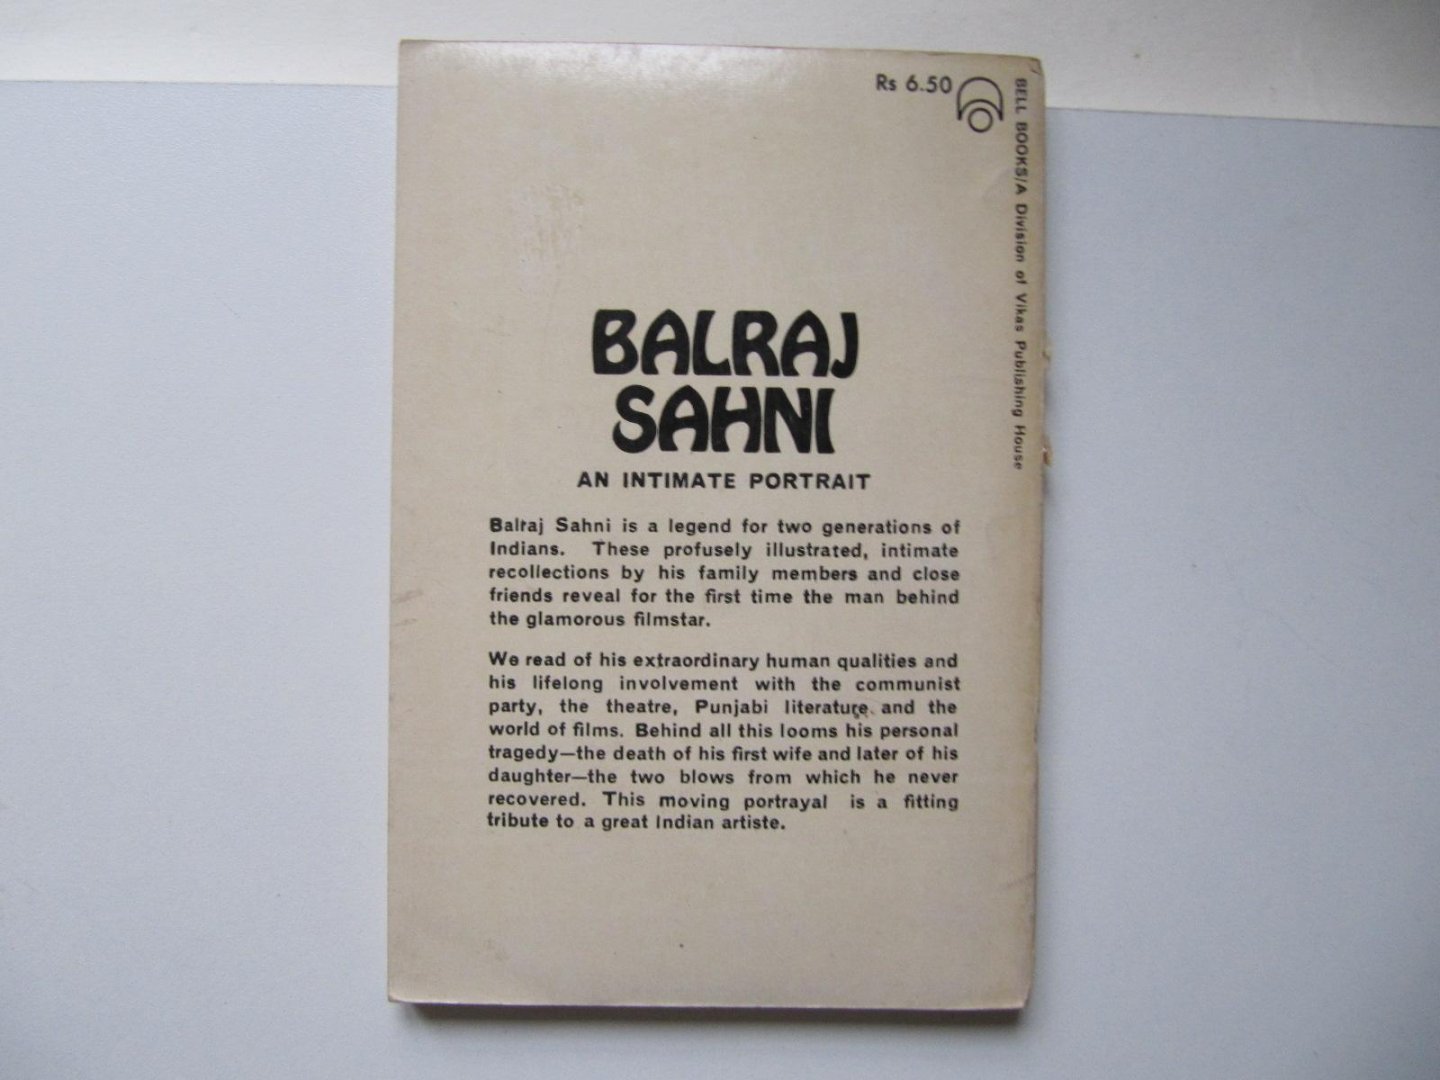 Rs 6.50
BELL BOOKS/A Division of Vikas Publishing House
BALRAJ
SAHNI
AN INTIMATE PORTRAIT
Balraj Sahni is a legend for two generations of
Indians. These profusely illustrated, intimate
recollections by his family members and close
friends reveal for the first time the man behind
the glamorous filmstar.
We read of his extraordinary human qualities and
his lifelong involvement with the communist
party, the theatre, Punjabi literature and the
world of films. Behind all this looms his personal
tragedy—the death of his first wife and later of his
daughter—the two blows from which he never
recovered. This moving portrayal is a fitting
tribute to a great Indian artiste.